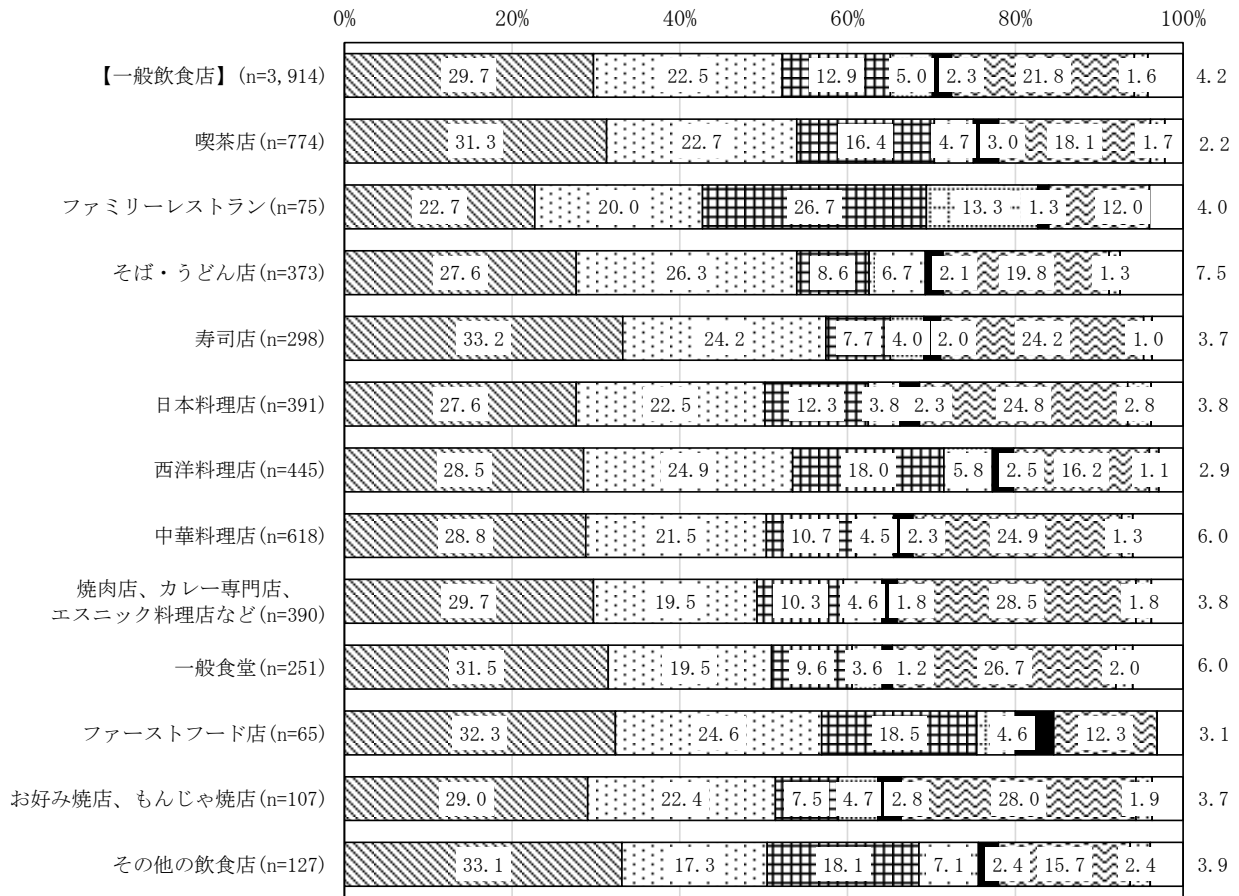 0% 20% 40% 60% 80% 100%
【一般飲食店】(n=3,914) 29.7 22.5 12.9 5.0 2.3 21.8 1.6 4.2
喫茶店(n=774) 31.3 22.7 16.4 4.7 3.0 18.1 1.7 2.2
ファミリーレストラン(n=75) 22.7 20.0 26.7 13.3 1.3 12.0 4.0
そば・うどん店(n=373) 27.6 26.3 8.6 6.7 2.1 19.8 1.3 7.5
寿司店(n=298) 33.2 24.2 7.7 4.0 2.0 24.2 1.0 3.7
日本料理店(n=391) 27.6 22.5 12.3 3.8 2.3 24.8 2.8 3.8
西洋料理店(n=445) 28.5 24.9 18.0 5.8 2.5 16.2 1.1 2.9
中華料理店(n=618) 28.8 21.5 10.7 4.5 2.3 24.9 1.3 6.0
焼肉店、カレー専門店、
エスニック料理店など(n=390) 29.7 19.5 10.3 4.6 1.8 28.5 1.8 3.8
一般食堂(n=251) 31.5 19.5 9.6 3.6 1.2 26.7 2.0 6.0
ファーストフード店(n=65) 32.3 24.6 18.5 4.6 12.3 3.1
お好み焼店、もんじゃ焼店(n=107) 29.0 22.4 7.5 4.7 2.8 28.0 1.9 3.7
その他の飲食店(n=127) 33.1 17.3 18.1 7.1 2.4 15.7 2.4 3.9